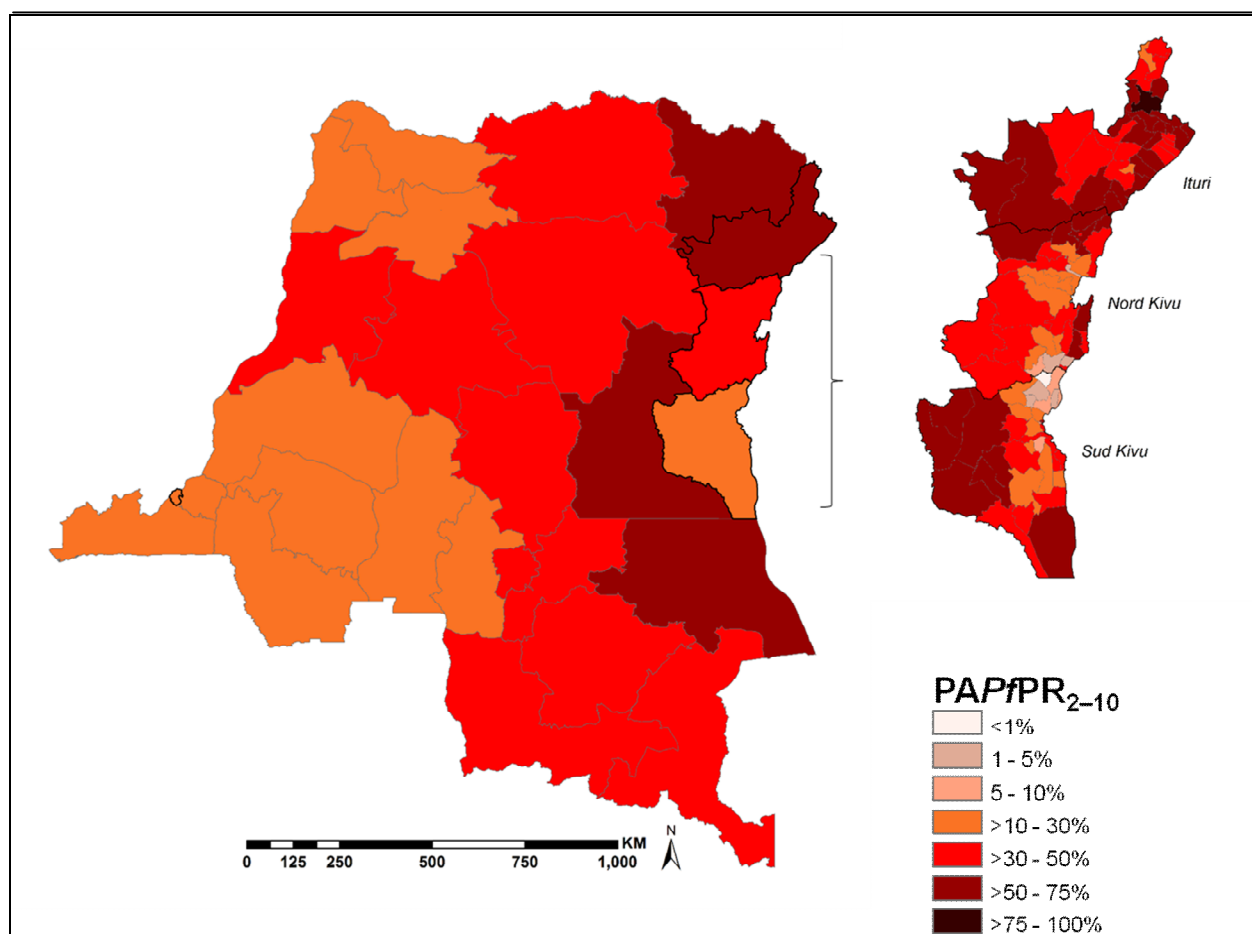 Ituri
Nord Kivu
Sud Kivu
PAPfPR2–10
<1%
1 - 5%
5 - 10%
>10 - 30%
>30 - 50%
>50 - 75%
>75 - 100%
N
KM
0 125 250 500 750 1,000